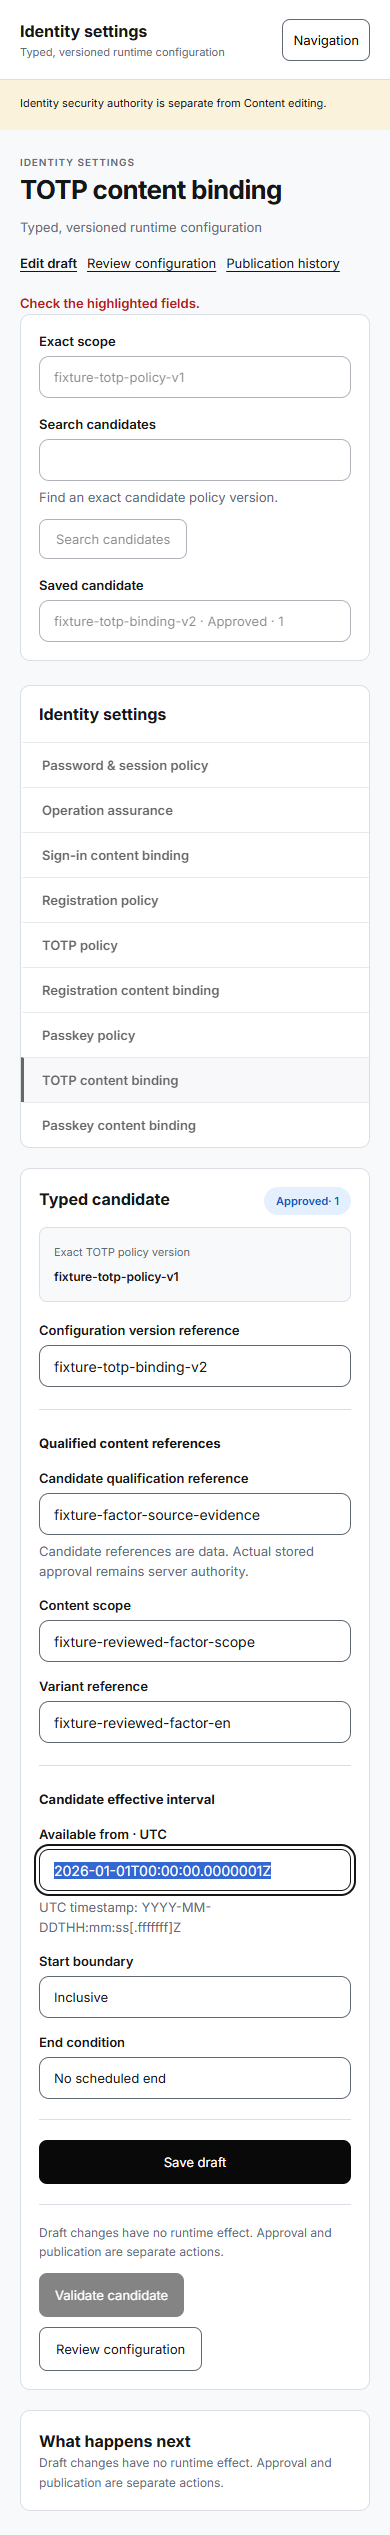 Identity settings
Typed, versioned runtime configuration
Navigation
Identity security authority is separate from Content editing.
IDENTITY SETTINGS
TOTP content binding
Typed, versioned runtime configuration
Edit draft Review configuration Publication history
Check the highlighted fields.
Exact scope
fixture-totp-policy-v1
Search candidates
Find an exact candidate policy version.
Search candidates
Saved candidate
fixture-totp-binding-v2 · Approved · 1
Identity settings
Password & session policy
Operation assurance
Sign-in content binding
Registration policy
TOTP policy
Registration content binding
Passkey policy
TOTP content binding
Passkey content binding
Typed candidate
Approved· 1
Exact TOTP policy version
fixture-totp-policy-v1
Configuration version reference
fixture-totp-binding-v2
Qualified content references
Candidate qualification reference
fixture-factor-source-evidence
Candidate references are data. Actual stored
approval remains server authority.
Content scope
fixture-reviewed-factor-scope
Variant reference
fixture-reviewed-factor-en
Candidate effective interval
Available from · UTC
2026-01-01T00:00:00.0000001Z
UTC timestamp: YYYY-MM-
DDTHH:mm:ss[.fffffff]Z
Start boundary
Inclusive
End condition
No scheduled end
Save draft
Draft changes have no runtime effect. Approval and
publication are separate actions.
Validate candidate
Review configuration
What happens next
Draft changes have no runtime effect. Approval and
publication are separate actions.